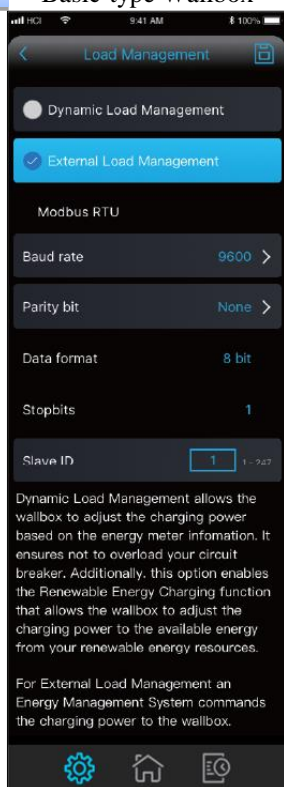 Basic type Wallbox
HCI 9:41 AM 100%
Load Management
Dynamic Load Management
External Load Management
Modbus RTU
Baud rate 9600
Parity bit None
Data format 8 bit
Stopbits 1
Slave ID 1 1 - 247
Dynamic Load Management allows the
wallbox to adjust the charging power
based on the energy meter infomation. It
ensures not to overload your circuit
breaker. Additionally. this option enables
the Renewable Energy Charging function
that allows the wallbox to adjust the
charging power to the available energy
from your renewable energy resources.
For External Load Management an
Energy Management System commands
the charging power to the wallbox.